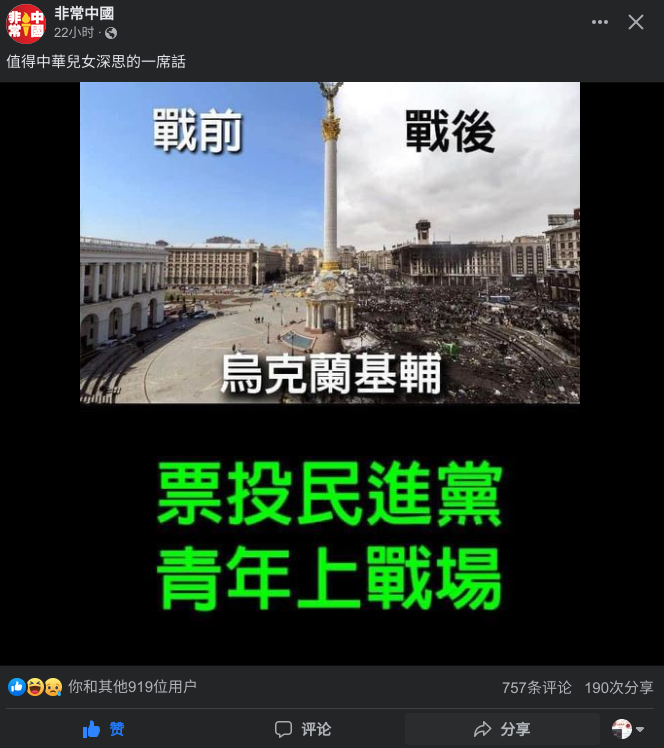 非常中國
22小时
值得中華兒女深思的一席話
戰前
戰後
烏克蘭基輔
票投民進黨
青年上戰場
你和其他919位用户
757条评论 190次分享
赞 评论 分享